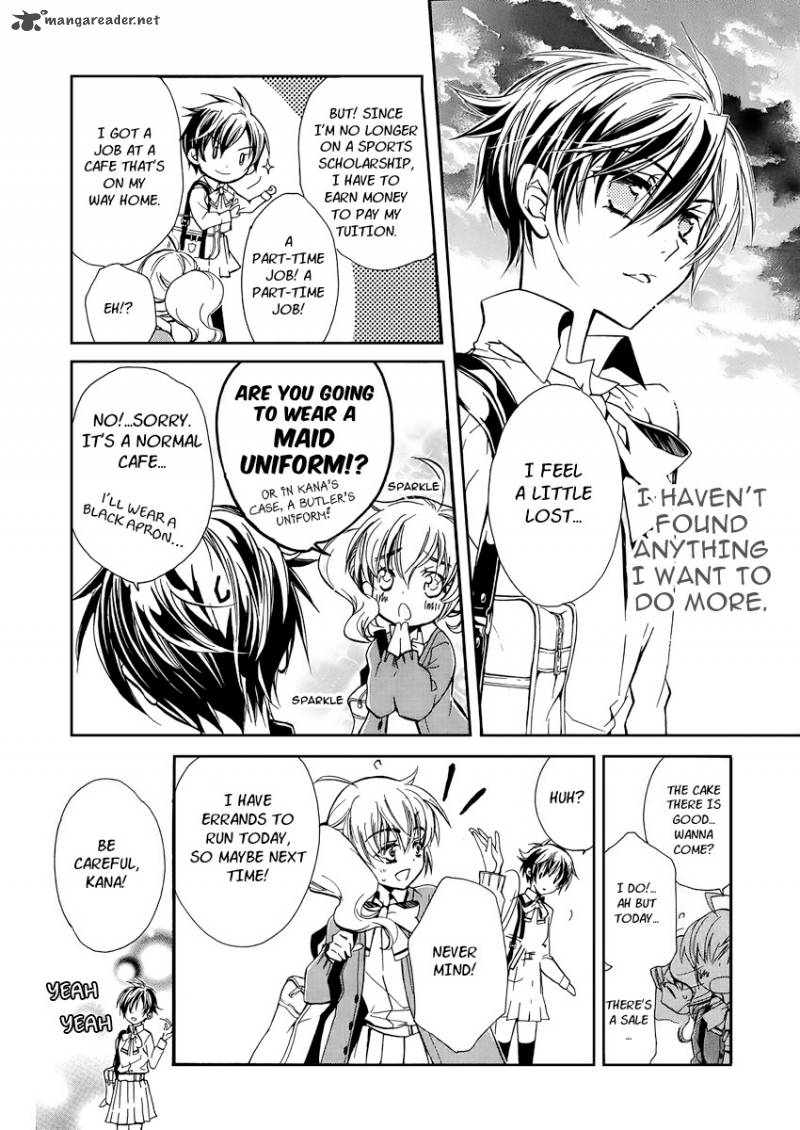 mangareader.net
I FEEL
A LITTLE
LOST...
I HAVEN'T
FOUND
ANYTHING
I WANT TO
DO MORE.
BUT! SINCE
I'M NO LONGER
ON A SPORTS
SCHOLARSHIP,
I HAVE TO
EARN MONEY
TO PAY MY
TUITION.
A
PART-TIME
JOB! A
PART-TIME
JOB!
I GOT A
JOB AT A
CAFE THAT'S
ON MY
WAY HOME.
EH!?
ARE YOU GOING
TO WEAR A
MAID
UNIFORM!?
OR IN KANA'S
CASE, A BUTLER'S
UNIFORM?
SPARKLE
SPARKLE
NO!...SORRY.
IT'S A NORMAL
CAFE...
I'LL WEAR A
BLACK APRON...
THE CAKE
THERE IS
GOOD...
WANNA
COME?
I DO!...
AH BUT
TODAY...
THERE'S
A SALE
...
HUH?
NEVER
MIND!
I HAVE
ERRANDS TO
RUN TODAY,
SO MAYBE NEXT
TIME!
BE
CAREFUL,
KANA!
YEAH
YEAH